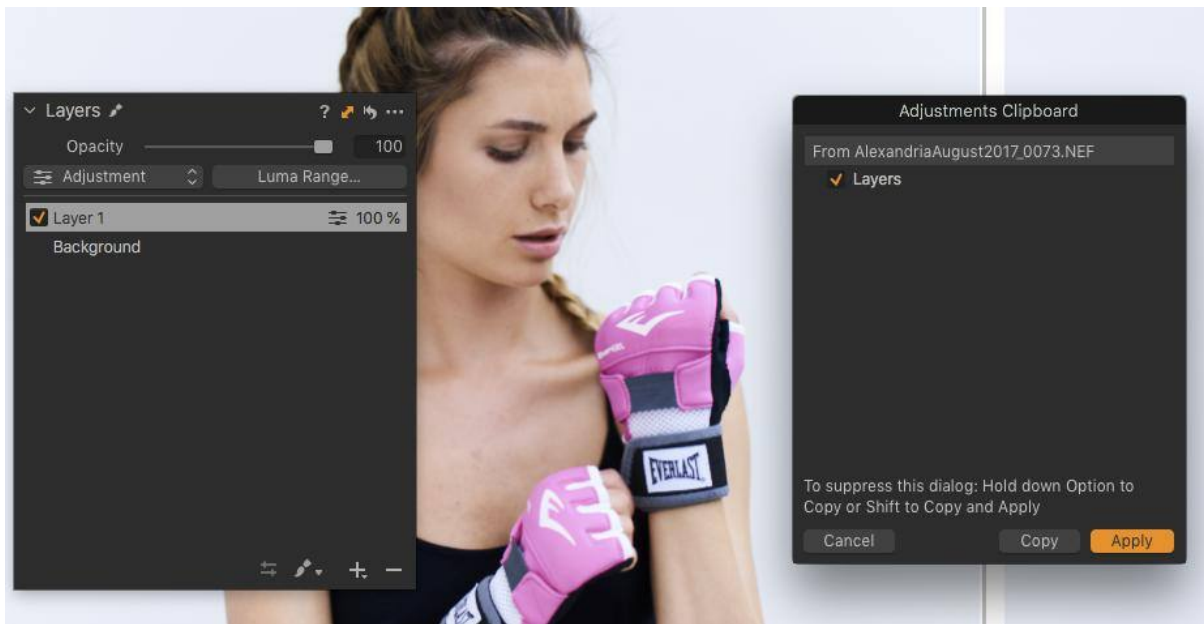 Layers
?
Opacity
100
Adjustment
Luma Range...
Layer 1
100 %
Background
Adjustments Clipboard
From AlexandriaAugust2017_0073.NEF
Layers
To suppress this dialog: Hold down Option to
Copy or Shift to Copy and Apply
Cancel
Copy
Apply
EVERLAST